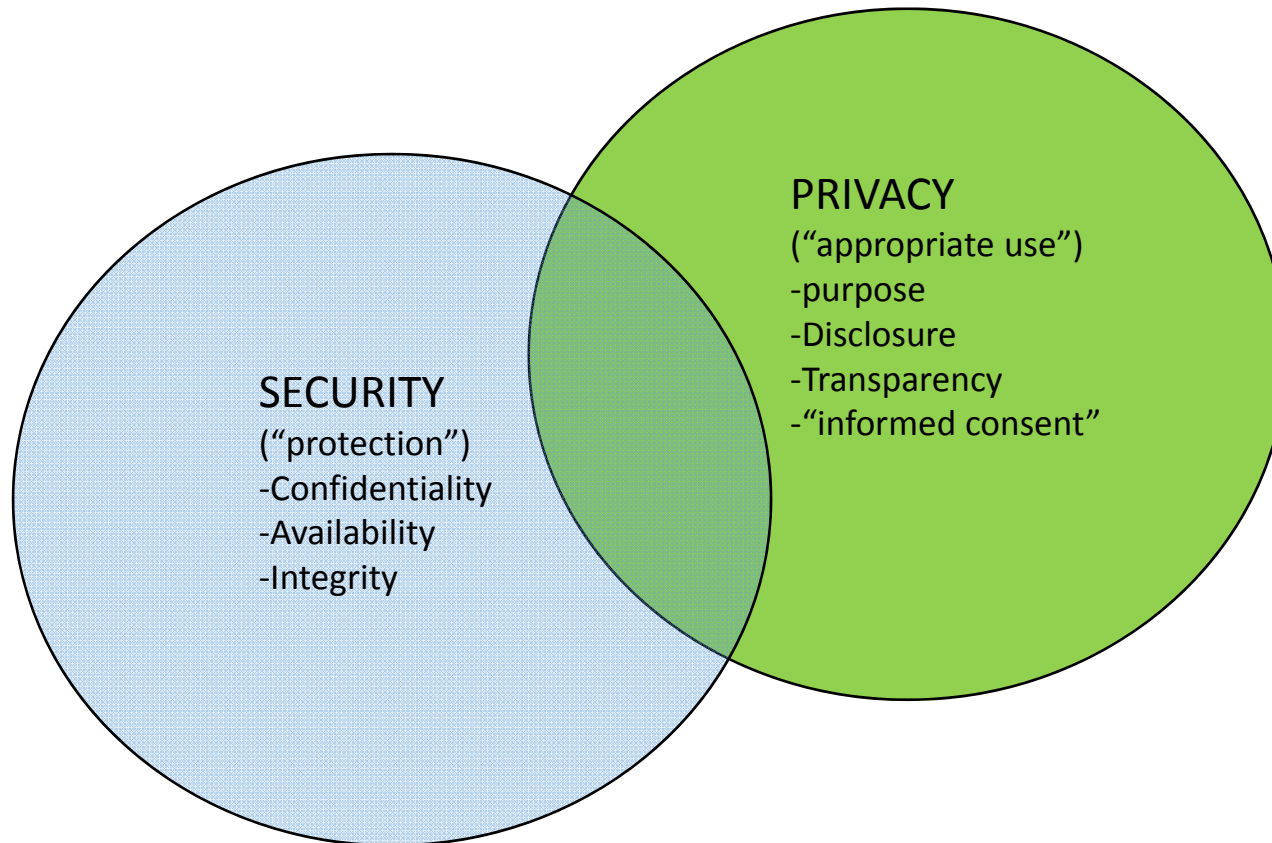 SECURITY
(“protection”)
-Confidentiality
-Availability
-Integrity
PRIVACY
(“appropriate use”)
-purpose
-Disclosure
-Transparency
-“informed consent”